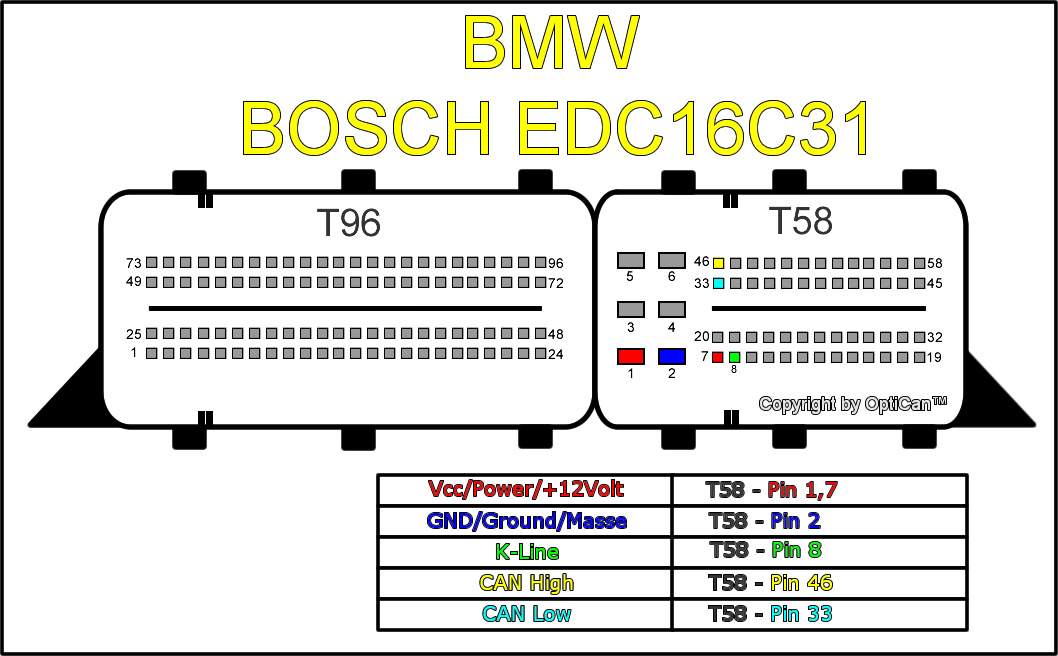 BMW
BOSCH EDC16C31
T96
T58
73 96
49 72
25 48
1 24
5 6
3 4
1 2
46 58
33 45
20 32
7 19
8
Copyright by OptiCan™
Vcc/Power/+12Volt T58 - Pin 1,7
GND/Ground/Masse T58 - Pin 2
K-Line T58 - Pin 8
CAN High T58 - Pin 46
CAN Low T58 - Pin 33